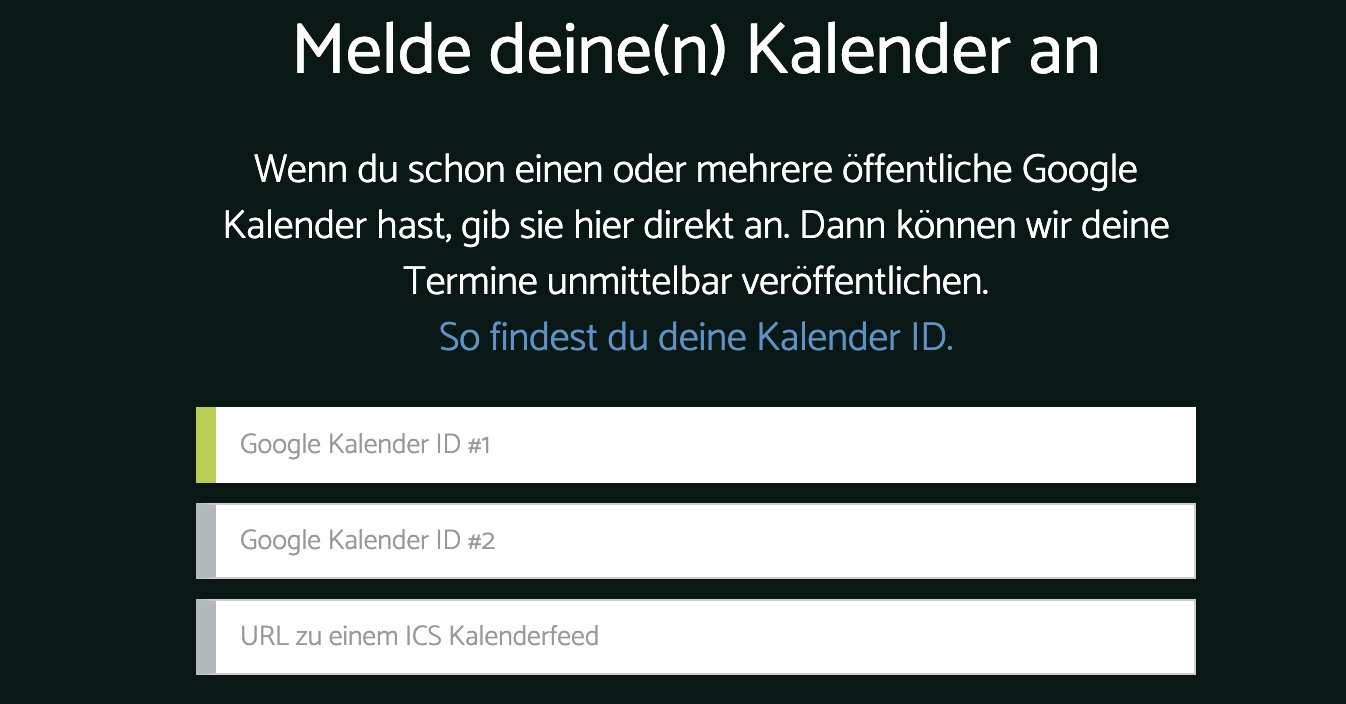 Melde deine(n) Kalender an
Wenn du schon einen oder mehrere öffentliche Google
Kalender hast, gib sie hier direkt an. Dann können wir deine
Termine unmittelbar veröffentlichen.
So findest du deine Kalender ID.
Google Kalender ID #1
Google Kalender ID #2
URL zu einem ICS Kalenderfeed